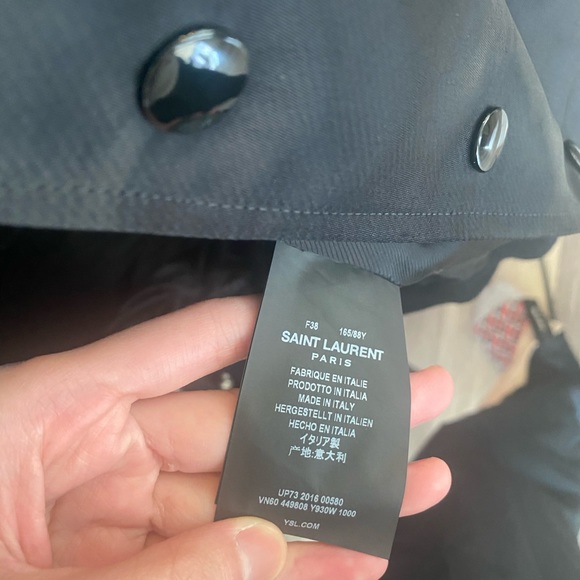 F38 165/88Y
SAINT LAURENT
PARIS
FABRIQUE EN ITALIE
PRODOTTO IN ITALIA
MADE IN ITALY
HERGESTELLT IN ITALIEN
HECHO EN ITALIA
イタリア製
产地:意大利
UP73 2016 00580
VN60 449808 Y930W 1000
YSL.COM